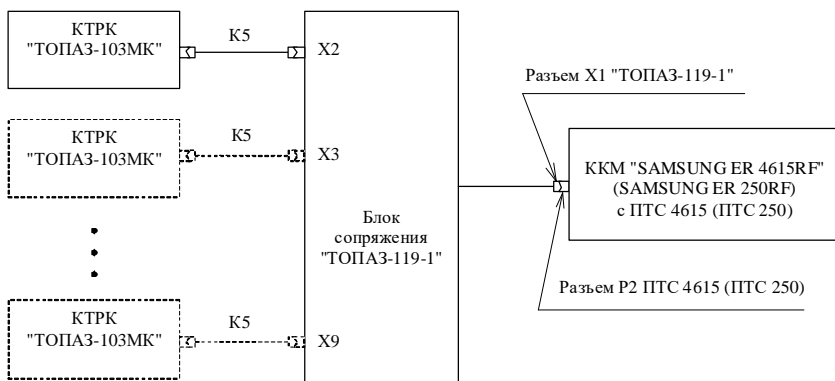 КТРК
"ТОПАЗ-103МК"
К5
Х2
КТРК
"ТОПАЗ-103МК"
К5
Х3
КТРК
"ТОПАЗ-103МК"
К5
Х9
Блок
сопряжения
"ТОПАЗ-119-1"
Разъем Х1 "ТОПАЗ-119-1"
ККМ "SAMSUNG ER 4615RF"
(SAMSUNG ER 250RF)
с ПТС 4615 (ПТС 250)
Разъем Р2 ПТС 4615 (ПТС 250)